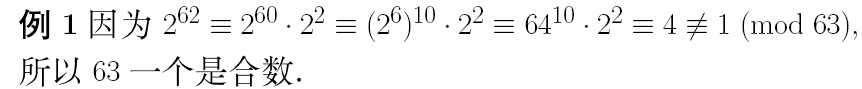 例 1 因为 2^62 ≡ 2^60 · 2^2 ≡ (2^6)^10 · 2^2 ≡ 64^10 · 2^2 ≡ 4 ≢ 1 (mod 63),
所以 63 一个是合数.